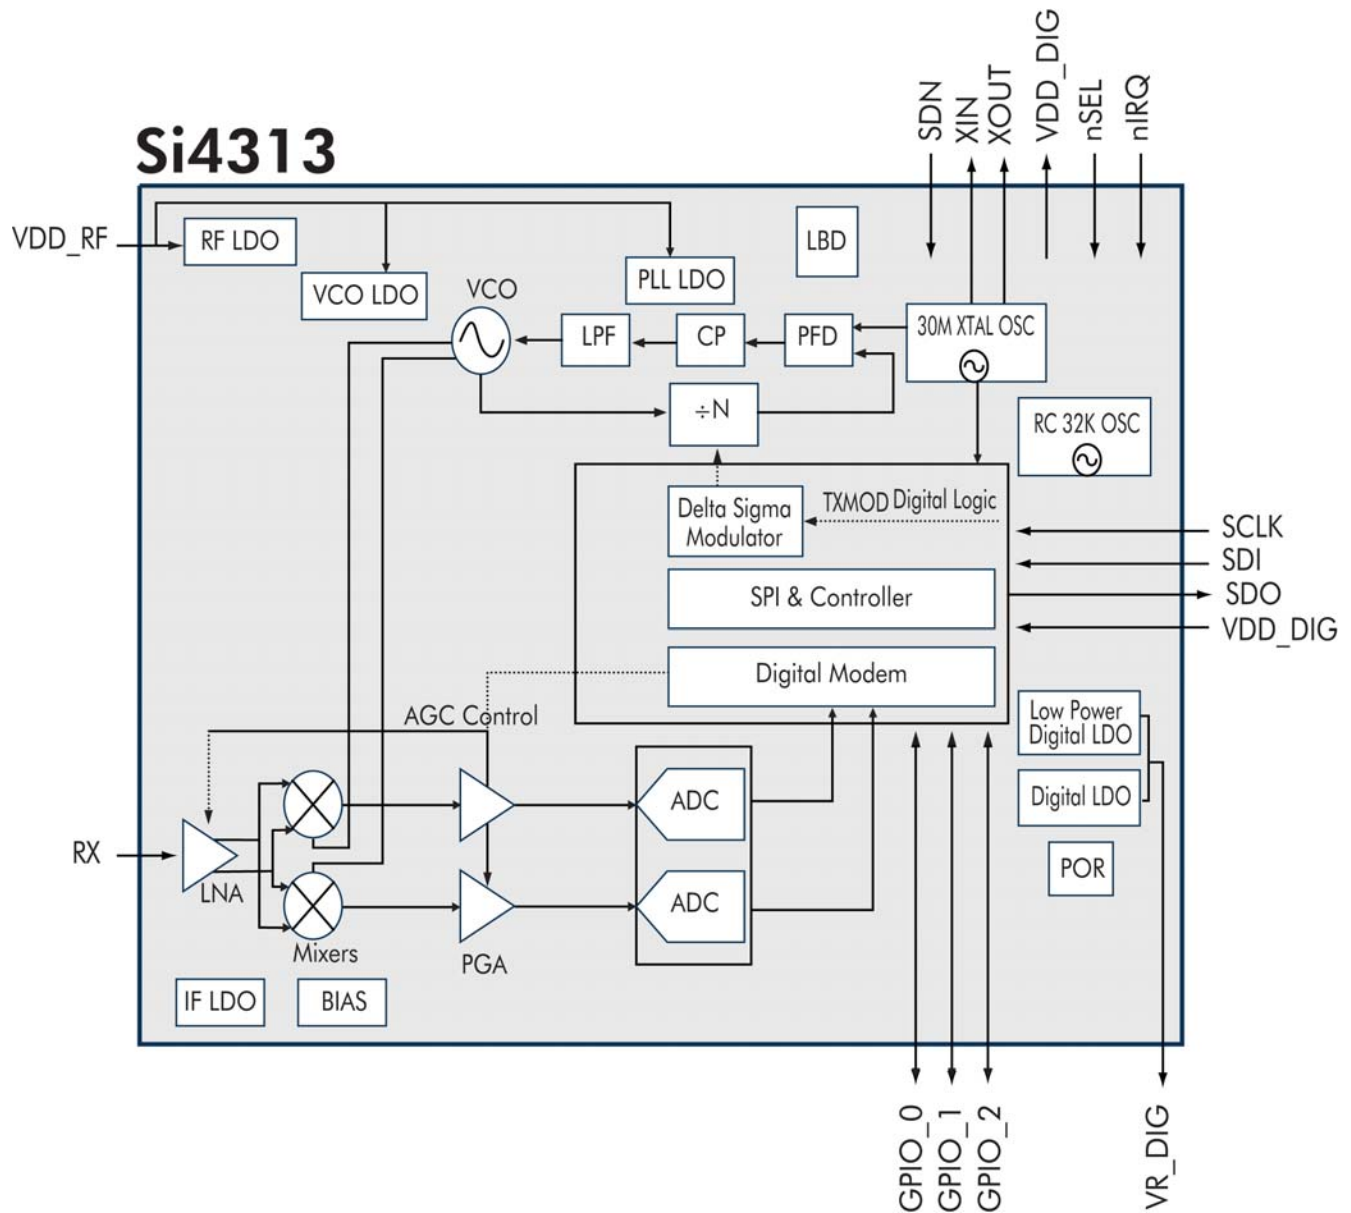 SDN
XIN
XOUT
VDD_DIG
nSEL
nIRQ
Si4313
VDD_RF
RF LDO
LBD
VCO LDO
VCO
PLL LDO
LPF
CP
PFD
30M XTAL OSC
÷N
RC 32K OSC
Delta Sigma
Modulator
TXMOD Digital Logic
SCLK
SDI
SDO
VDD_DIG
SPI & Controller
Digital Modem
AGC Control
Low Power
Digital LDO
Digital LDO
ADC
RX
LNA
POR
ADC
Mixers
PGA
IF LDO
BIAS
GPIO_0
GPIO_1
GPIO_2
VR_DIG